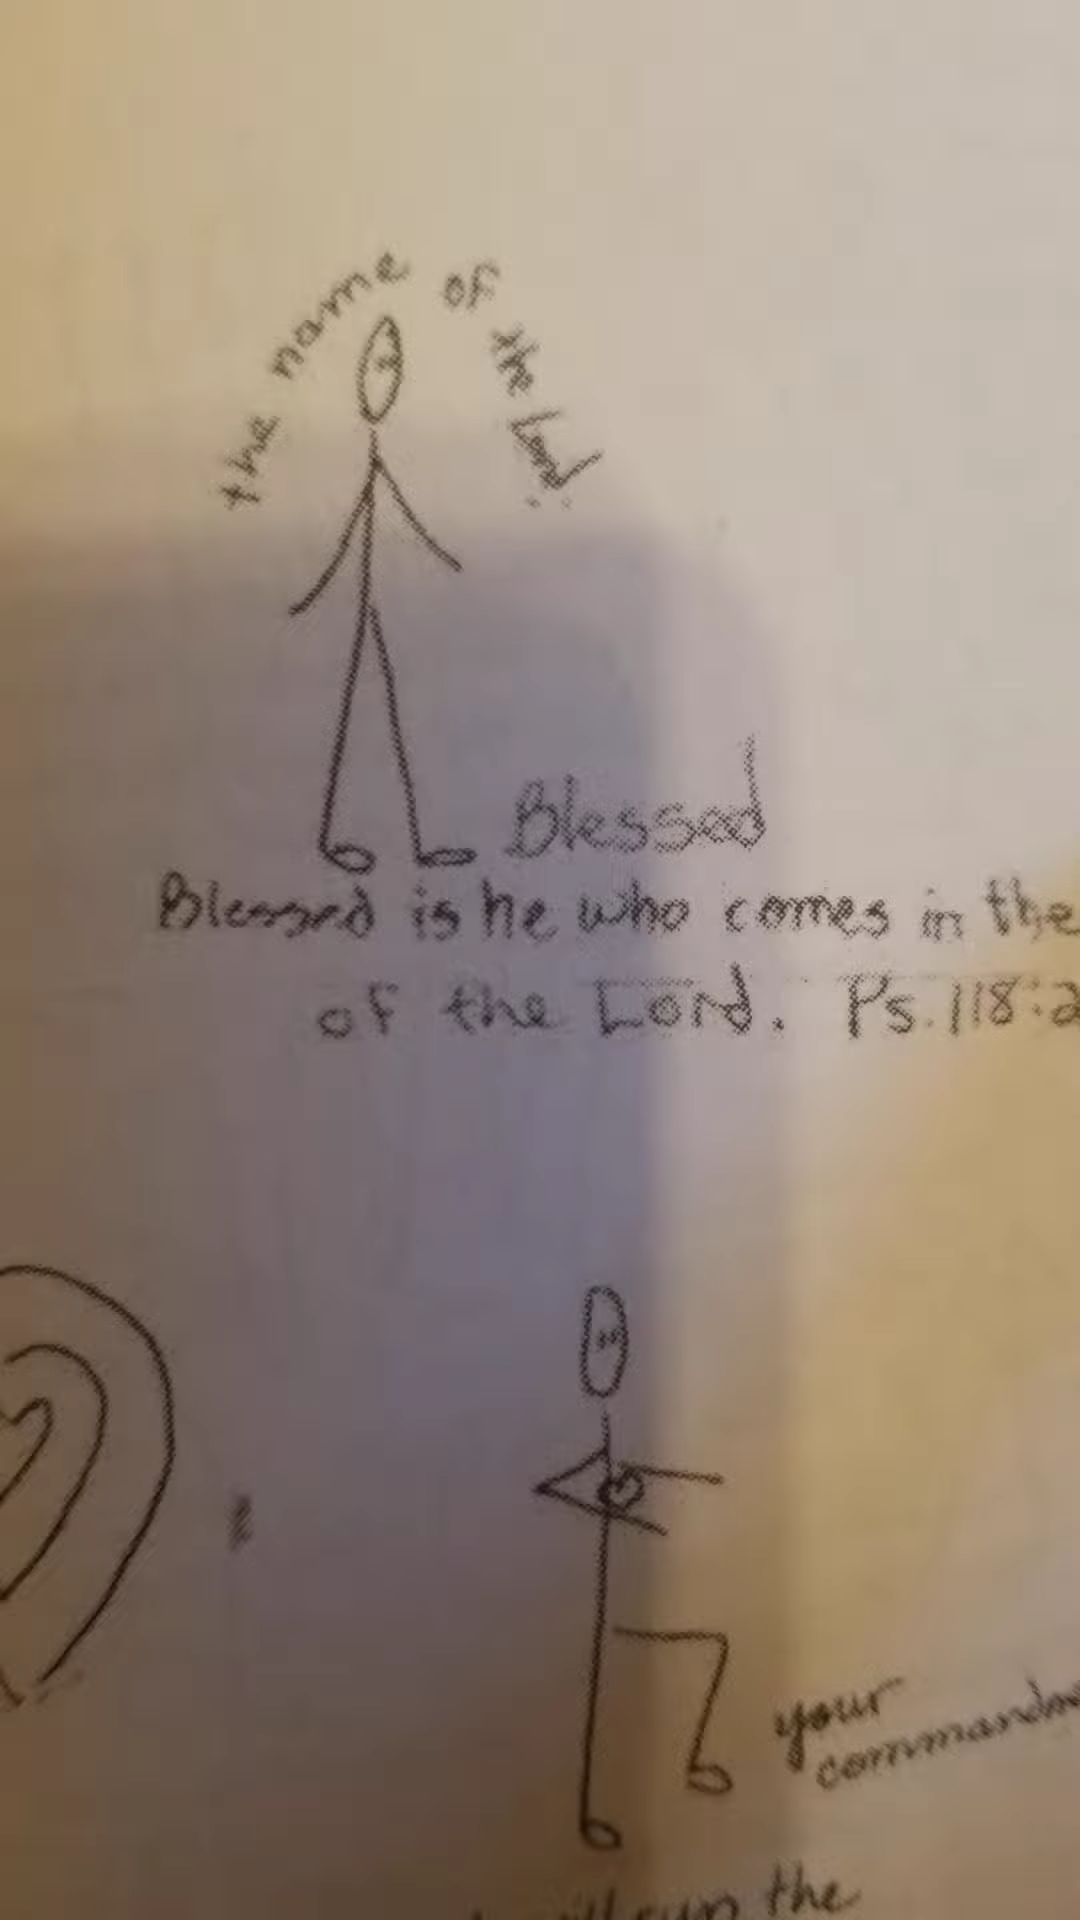 the name of the Lord.
Blessed
Blessed is he who comes in the
of the Lord. Ps. 118:2
your
the